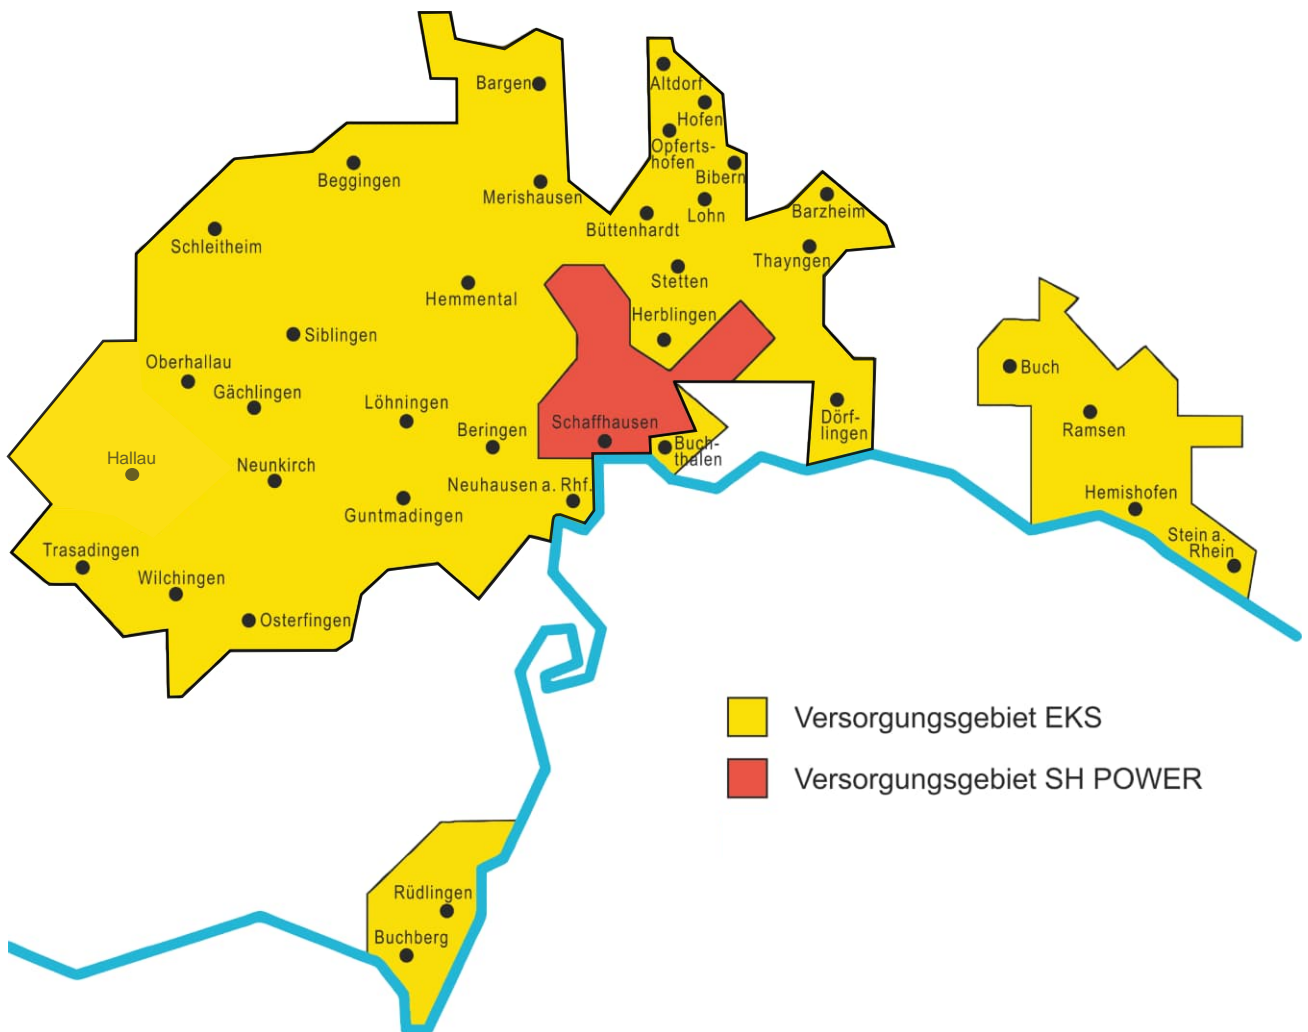 Altdorf
Bargen
Hofen
Opferts-
hofen
Bibern
Beggingen
Merishausen
Lohn
Barzheim
Büttenhardt
Schleitheim
Thayngen
Stetten
Hemmental
Herblingen
Siblingen
Oberhallau
Buch
Gächlingen
Löhningen
Schaffhausen
Dörf-
lingen
Beringen
Ramsen
Buch-
thalen
Hallau
Neunkirch
Neuhausen a. Rhf.
Hemishofen
Guntmadingen
Stein a.
Rhein
Trasadingen
Wilchingen
Osterfingen
Versorgungsgebiet EKS
Versorgungsgebiet SH POWER
Rüdlingen
Buchberg